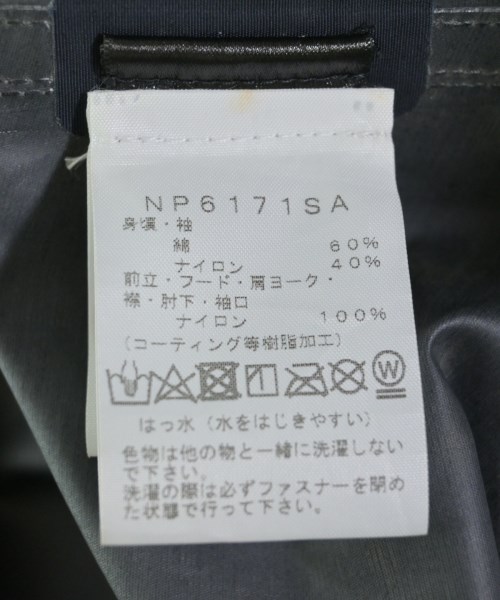 NP6171SA
身頃・袖
綿 60%
ナイロン 40%
前立・フード・肩ヨーク・
襟・肘下・袖口
ナイロン 100%
(コーティング等樹脂加工)
W
はっ水(水をはじきやすい)
色物は他の物と一緒に洗濯しない
で下さい。
洗濯の際は必ずファスナーを閉め
た状態で行って下さい。